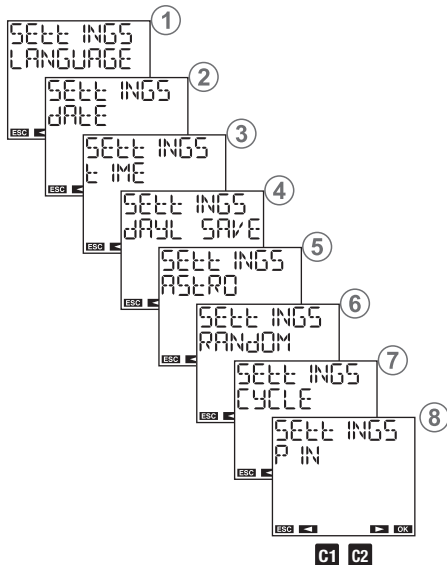 1
SEtt INGS
LANGUAGE
ESC ◄
2
SEtt INGS
dAtE
ESC ◄
3
SEtt INGS
t IME
ESC ◄
4
SEtt INGS
dAYL SAVE
ESC ◄
5
SEtt INGS
AStRO
ESC ◄
6
SEtt INGS
RANdOM
ESC ◄
7
SEtt INGS
CYCLE
ESC ◄
8
SEtt INGS
P IN
ESC ◄ ► OK
C1 C2